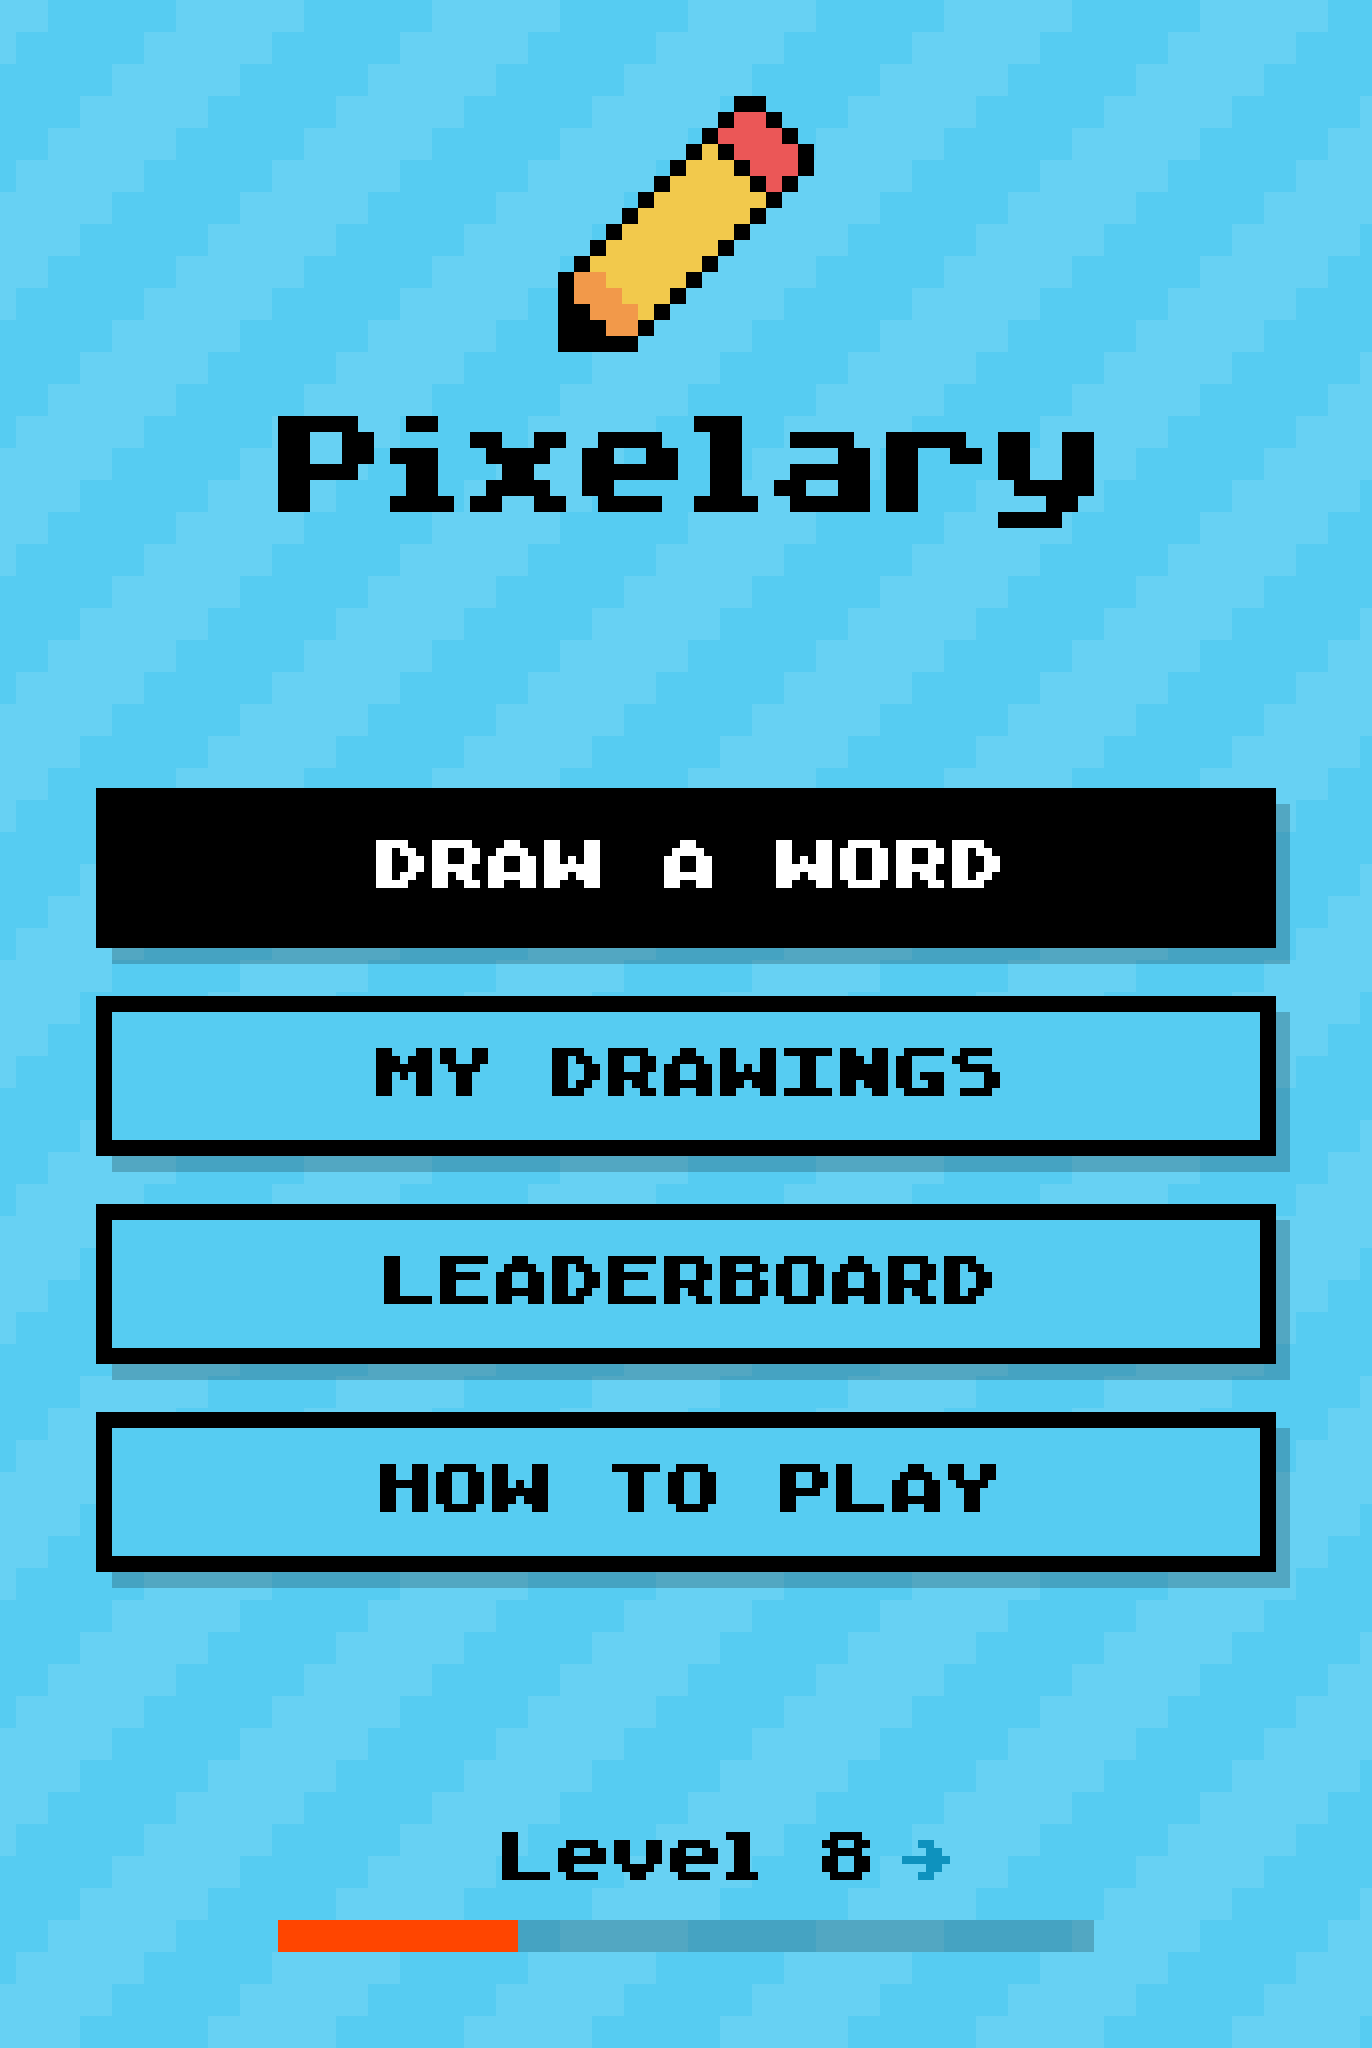 Pixelary
DRAW A WORD
MY DRAWINGS
LEADERBOARD
HOW TO PLAY
Level 8 →